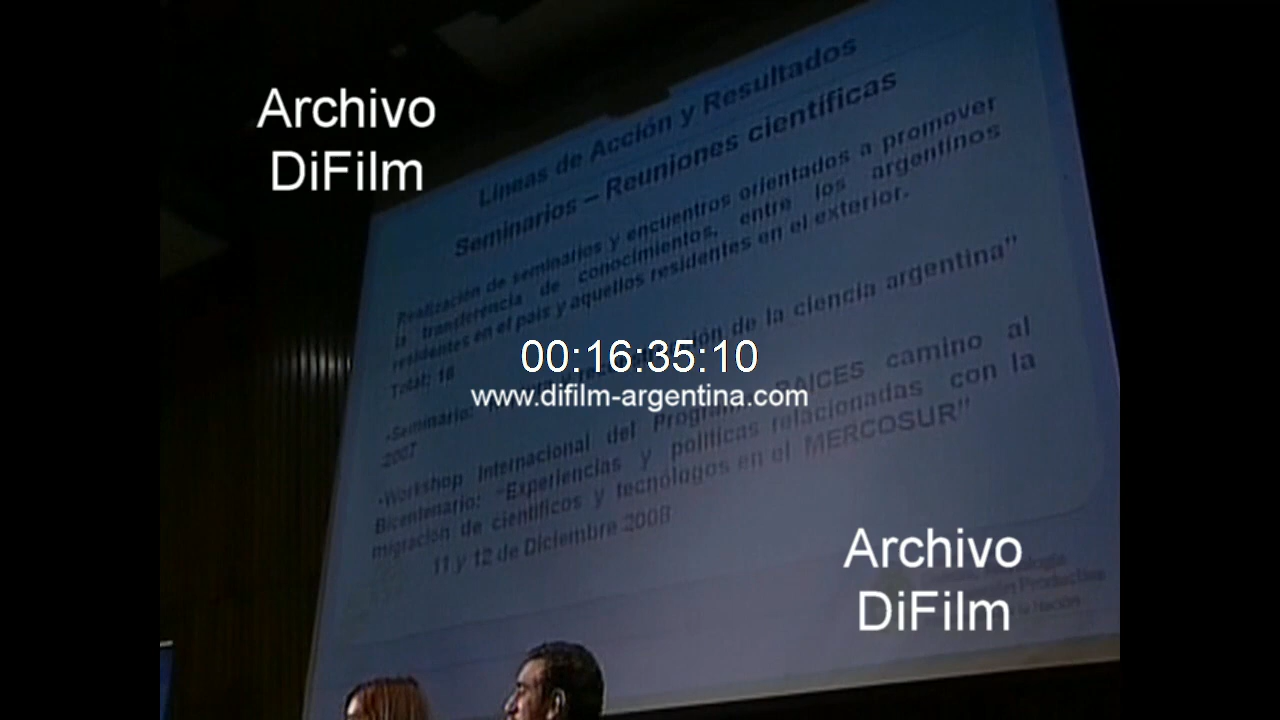 Archivo
DiFilm
Líneas de Acción y Resultados
Seminarios – Reuniones científicas
Realización de seminarios y encuentros orientados a promover
la transferencia de conocimientos, entre los argentinos
residentes en el país y aquellos residentes en el exterior.
Total: 16
00:16:35:10
www.difilm-argentina.com
•Seminario: de la ciencia argentina”
2007
•Workshop Internacional del Programa RAICES camino al
Bicentenario: “Experiencias y políticas relacionadas con la
migración de científicos y tecnólogos en el MERCOSUR”
11 y 12 de Diciembre 2008
Archivo
DiFilm
Productiva